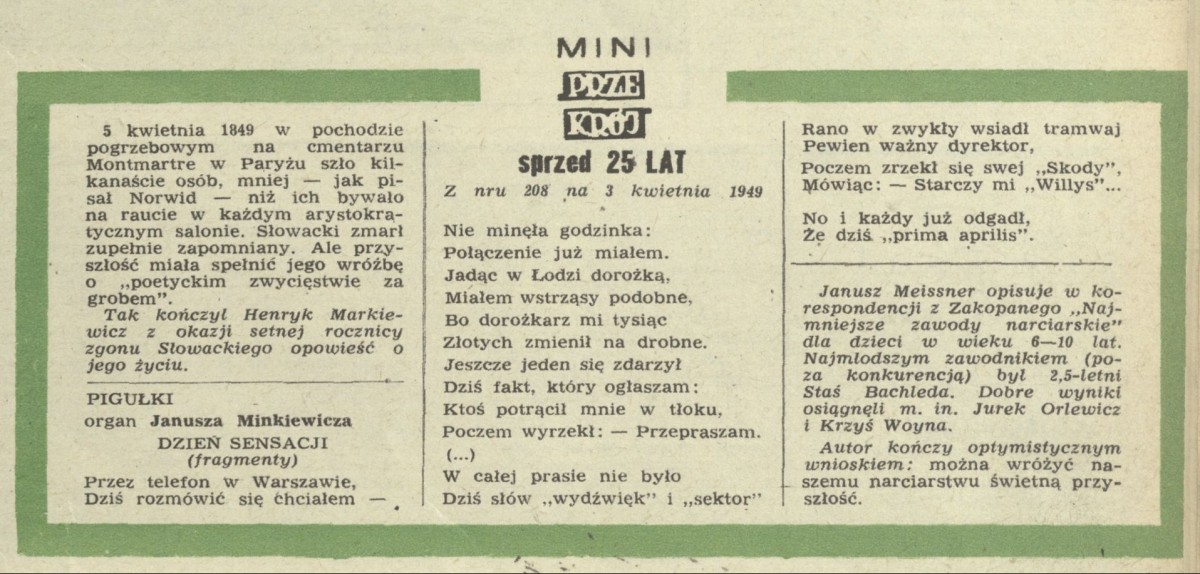 MINI
PRZE
KRÓJ
sprzed 25 LAT
Z nru 208 na 3 kwietnia 1949
5 kwietnia 1849 w pochodzie
pogrzebowym na cmentarzu
Montmartre w Paryżu szło kil-
kanaście osób, mniej — jak pi-
sał Norwid — niż ich bywało
na raucie w każdym arystokra-
tycznym salonie. Słowacki zmarł
zupełnie zapomniany. Ale przy-
szłość miała spełnić jego wróżbę
o „poetyckim zwycięstwie za
grobem".
Tak kończył Henryk Markie-
wicz z okazji setnej rocznicy
zgonu Słowackiego opowieść o
jego życiu.
PIGUŁKI
organ Janusza Minkiewicza
DZIEŃ SENSACJI
(fragmenty)
Przez telefon w Warszawie,
Dziś rozmówić się chciałem —
Nie minęła godzinka:
Połączenie już miałem.
Jadąc w Łodzi dorożką,
Miałem wstrząsy podobne,
Bo dorożkarz mi tysiąc
Złotych zmienił na drobne.
Jeszcze jeden się zdarzył
Dziś fakt, który ogłaszam:
Ktoś potrącił mnie w tłoku,
Poczem wyrzekł: — Przepraszam.
(...)
W całej prasie nie było
Dziś słów „wydźwięk" i „sektor"
Rano w zwykły wsiadł tramwaj
Pewien ważny dyrektor,
Poczem zrzekł się swej „Skody",
Mówiąc: — Starczy mi „Willys"...
No i każdy już odgadł,
Że dziś „prima aprilis".
Janusz Meissner opisuje w ko-
respondencji z Zakopanego „Naj-
mniejsze zawody narciarskie"
dla dzieci w wieku 6—10 lat.
Najmłodszym zawodnikiem (po-
za konkurencją) był 2,5-letni
Staś Bachleda. Dobre wyniki
osiągnęli m. in. Jurek Orlewicz
i Krzyś Woyna.
Autor kończy optymistycznym
wnioskiem: można wróżyć na-
szemu narciarstwu świetną przy-
szłość.